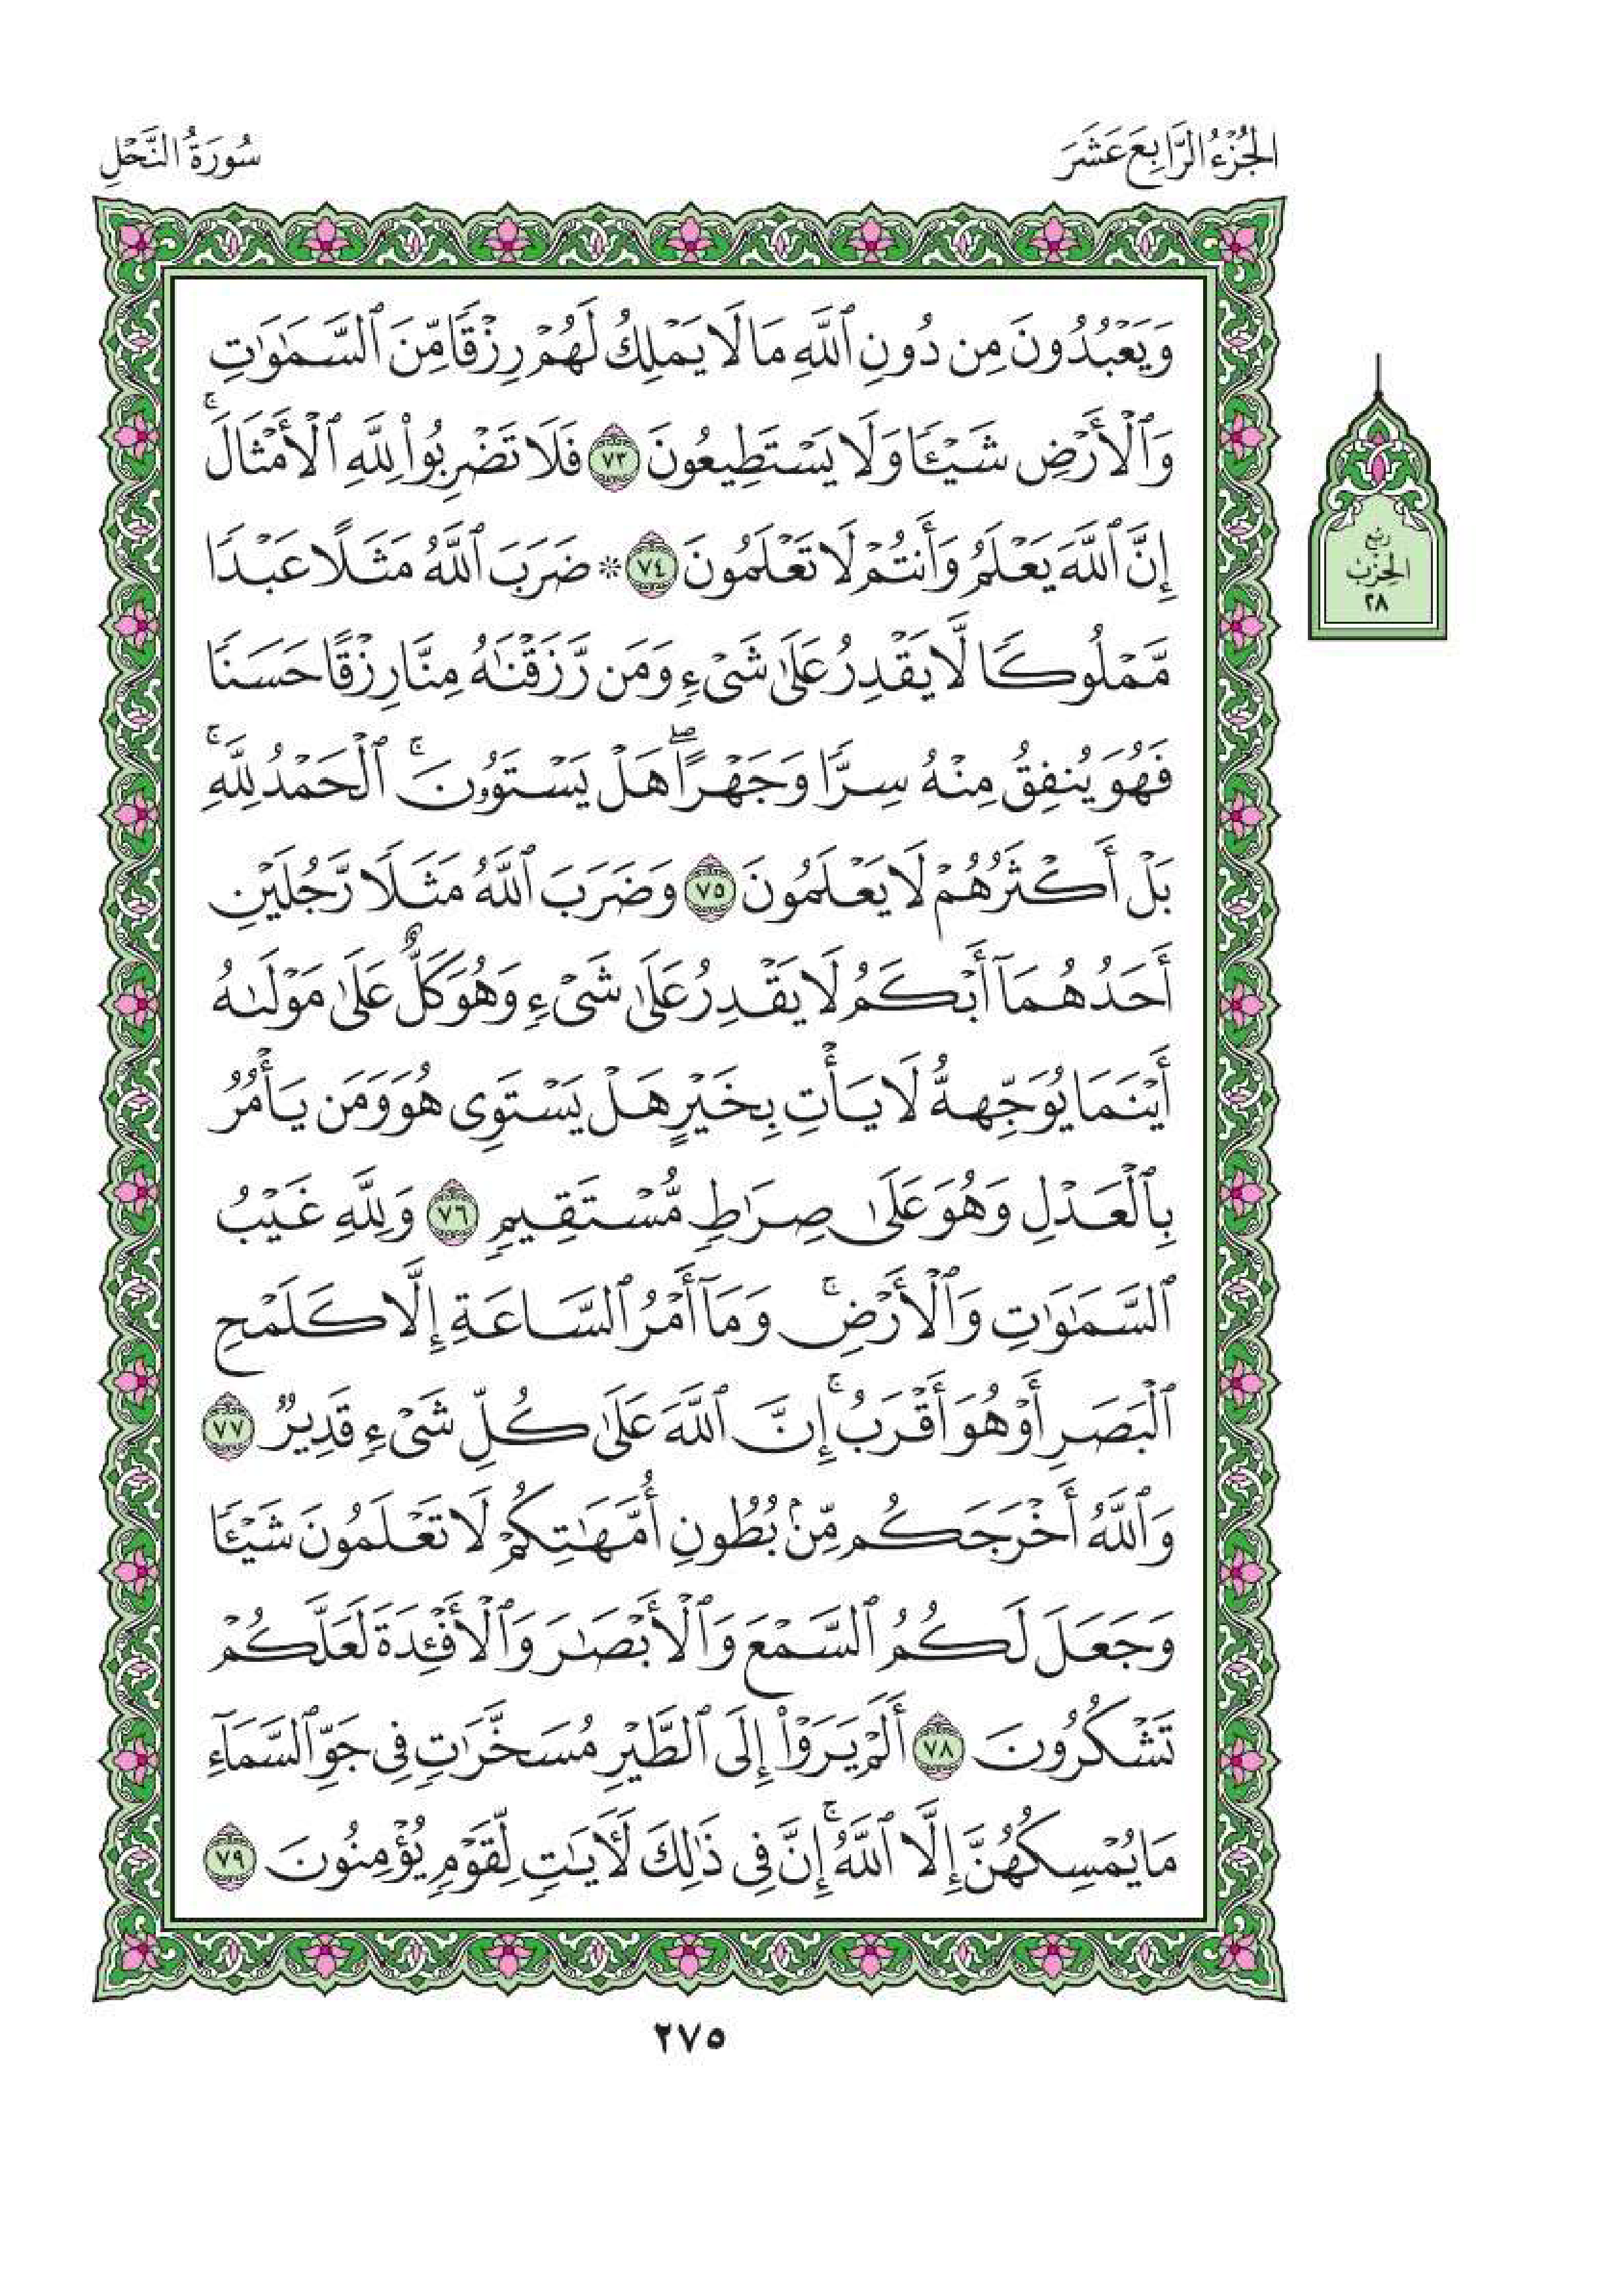 الجُزْءُ الرَّابِعَ عَشَرَ
سُورَةُ النَّحْلِ
وَيَعْبُدُونَ مِن دُونِ ٱللَّهِ مَا لَا يَمْلِكُ لَهُمْ رِزْقًا مِّنَ ٱلسَّمَٰوَٰتِ
وَٱلْأَرْضِ شَيْـًٔا وَلَا يَسْتَطِيعُونَ ٧٣ فَلَا تَضْرِبُوا۟ لِلَّهِ ٱلْأَمْثَالَ ۚ
إِنَّ ٱللَّهَ يَعْلَمُ وَأَنتُمْ لَا تَعْلَمُونَ ٧٤ * ضَرَبَ ٱللَّهُ مَثَلًا عَبْدًا
مَّمْلُوكًا لَّا يَقْدِرُ عَلَىٰ شَىْءٍ وَمَن رَّزَقْنَٰهُ مِنَّا رِزْقًا حَسَنًا
فَهُوَ يُنفِقُ مِنْهُ سِرًّا وَجَهْرًا ۖ هَلْ يَسْتَوُۥنَ ۚ ٱلْحَمْدُ لِلَّهِ ۚ
بَلْ أَكْثَرُهُمْ لَا يَعْلَمُونَ ٧٥ وَضَرَبَ ٱللَّهُ مَثَلًا رَّجُلَيْنِ
أَحَدُهُمَآ أَبْكَمُ لَا يَقْدِرُ عَلَىٰ شَىْءٍ وَهُوَ كَلٌّ عَلَىٰ مَوْلَىٰهُ
أَيْنَمَا يُوَجِّههُّ لَا يَأْتِ بِخَيْرٍ هَلْ يَسْتَوِى هُوَ وَمَن يَأْمُرُ
بِٱلْعَدْلِ وَهُوَ عَلَىٰ صِرَٰطٍ مُّسْتَقِيمٍ ٧٦ وَلِلَّهِ غَيْبُ
ٱلسَّمَٰوَٰتِ وَٱلْأَرْضِ ۚ وَمَآ أَمْرُ ٱلسَّاعَةِ إِلَّا كَلَمْحِ
ٱلْبَصَرِ أَوْ هُوَ أَقْرَبُ ۚ إِنَّ ٱللَّهَ عَلَىٰ كُلِّ شَىْءٍ قَدِيرٌ ٧٧
وَٱللَّهُ أَخْرَجَكُم مِّنۢ بُطُونِ أُمَّهَٰتِكُمْ لَا تَعْلَمُونَ شَيْـًٔا
وَجَعَلَ لَكُمُ ٱلسَّمْعَ وَٱلْأَبْصَٰرَ وَٱلْأَفْـِٔدَةَ لَعَلَّكُمْ
تَشْكُرُونَ ٧٨ أَلَمْ يَرَوْا۟ إِلَى ٱلطَّيْرِ مُسَخَّرَٰتٍ فِى جَوِّ ٱلسَّمَآءِ
مَا يُمْسِكُهُنَّ إِلَّا ٱللَّهُ ۚ إِنَّ فِى ذَٰلِكَ لَـَٔايَٰتٍ لِّقَوْمٍ يُؤْمِنُونَ ٧٩
رُبْع
الحِزْب
٢٨
٢٧٥